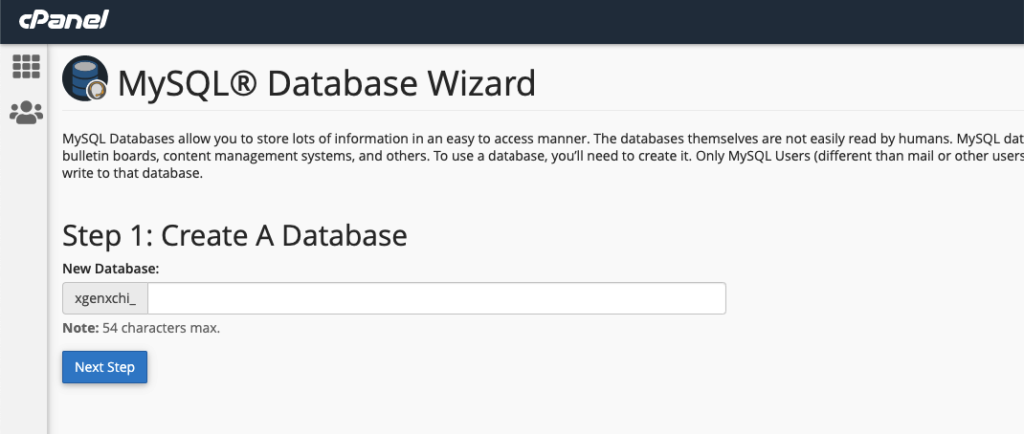 cPanel
MySQL® Database Wizard
MySQL Databases allow you to store lots of information in an easy to access manner. The databases themselves are not easily read by humans. MySQL dat
bulletin boards, content management systems, and others. To use a database, you’ll need to create it. Only MySQL Users (different than mail or other users
write to that database.
Step 1: Create A Database
New Database:
xgenxchi_
Note: 54 characters max.
Next Step